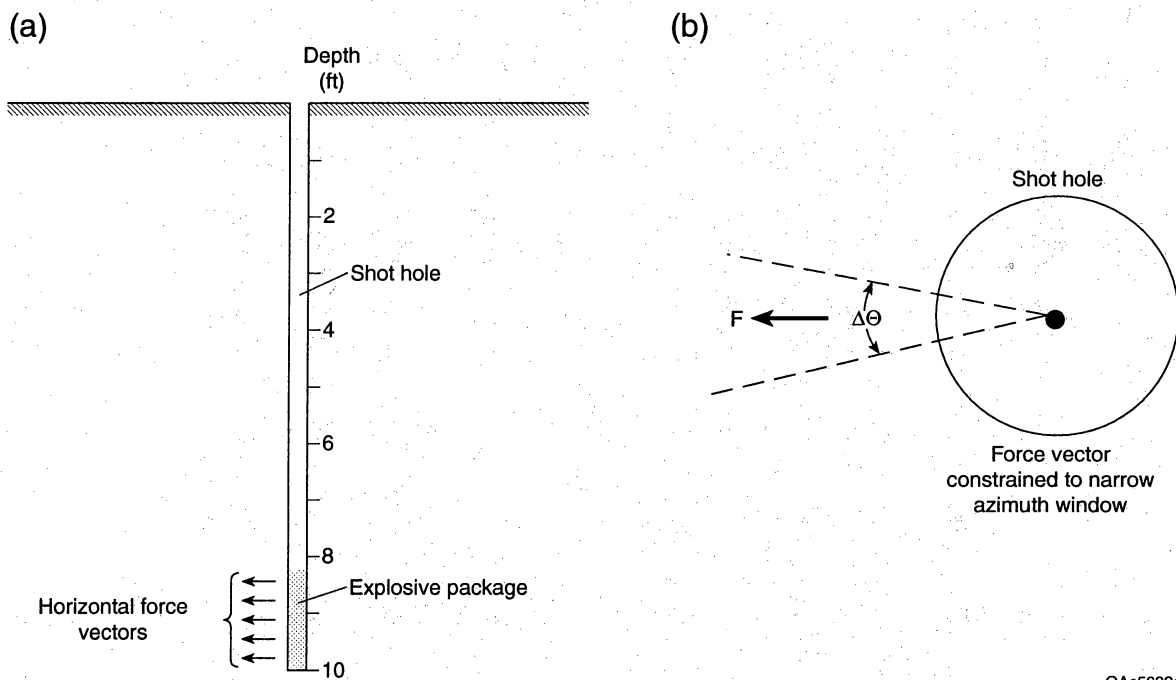 (a)
Depth
(ft)
2
Shot hole
4
6
8
Explosive package
Horizontal force
vectors
10
(b)
Shot hole
F
ΔΘ
Force vector
constrained to narrow
azimuth window